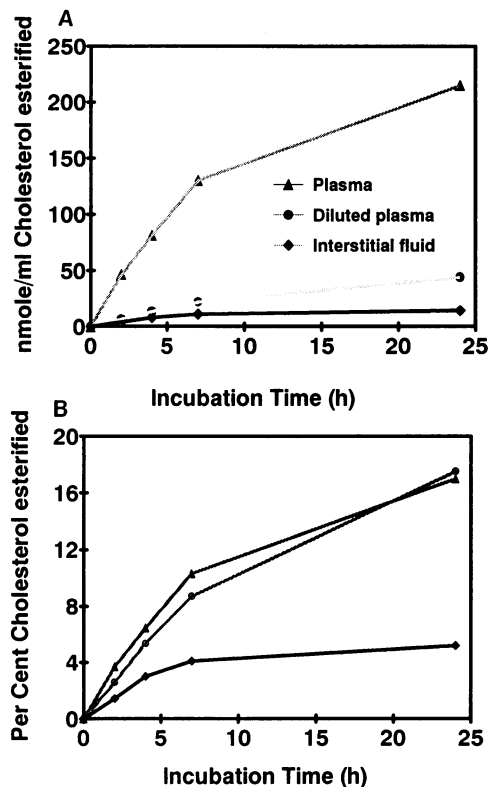 A
nmole/ml Cholesterol esterified
250
200
150
100
50
0
Plasma
Diluted plasma
Interstitial fluid
0 5 10 15 20 25
Incubation Time (h)
B
Per Cent Cholesterol esterified
20
16
12
8
4
0
0 5 10 15 20 25
Incubation Time (h)